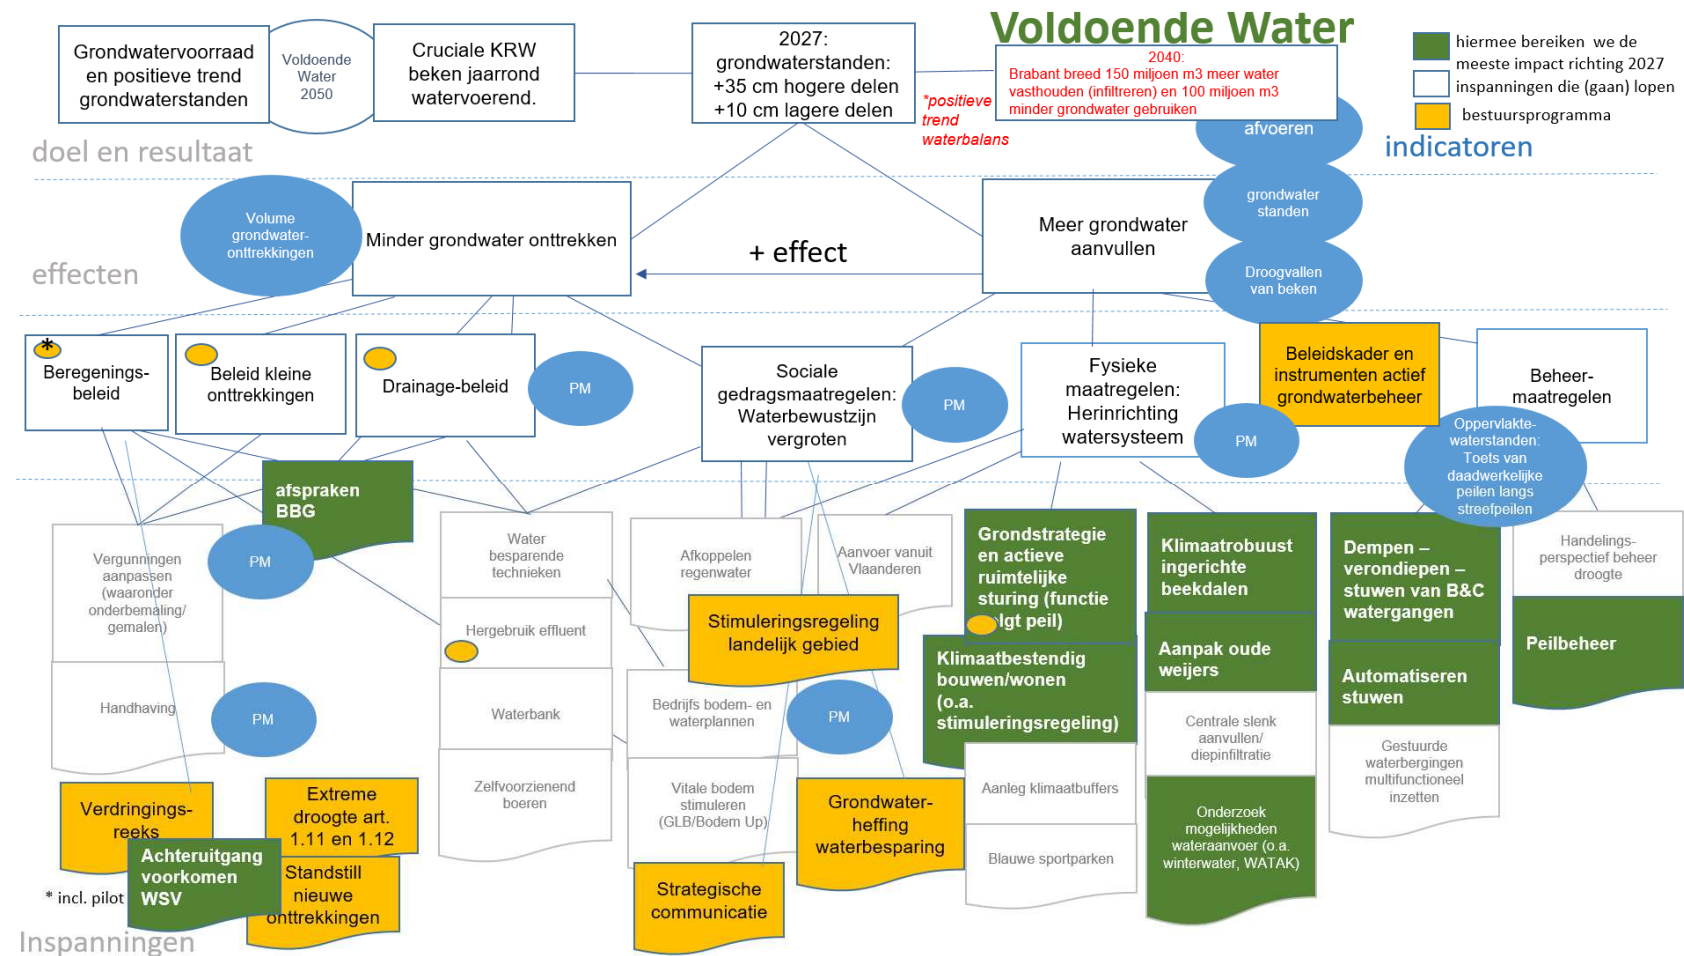 Voldoende Water
Grondwatervoorraad
en positieve trend
grondwaterstanden
Voldoende
Water
2050
Cruciale KRW
beken jaarrond
watervoerend.
2027:
grondwaterstanden:
+35 cm hogere delen
+10 cm lagere delen
*positieve
trend
waterbalans
2040:
Brabant breed 150 miljoen m3 meer water
vasthouden (infiltreren) en 100 miljoen m3
minder grondwater gebruiken
afvoeren
hiermee bereiken we de
meeste impact richting 2027
inspanningen die (gaan) lopen
bestuursprogramma
indicatoren
doel en resultaat
Volume
grondwater-
onttrekkingen
Minder grondwater onttrekken
+ effect
Meer grondwater
aanvullen
grondwater
standen
Droogvallen
van beken
effecten
*
Beregenings-
beleid
Beleid kleine
onttrekkingen
Drainage-beleid
PM
Sociale
gedragsmaatregelen:
Waterbewustzijn
vergroten
PM
Fysieke
maatregelen:
Herinrichting
watersysteem
PM
Beleidskader en
instrumenten actief
grondwaterbeheer
Beheer-
maatregelen
Oppervlakte-
waterstanden:
Toets van
daadwerkelijke
peilen langs
streefpeilen
afspraken
BBG
Vergunningen
aanpassen
(waaronder
onderbemaling/
gemalen)
PM
Handhaving
PM
Verdringings-
reeks
Extreme
droogte art.
1.11 en 1.12
Achteruitgang
voorkomen
WSV
Standstill
nieuwe
onttrekkingen
* incl. pilot
Water
besparende
technieken
Hergebruik effluent
Waterbank
Zelfvoorzienend
boeren
Afkoppelen
regenwater
Aanvoer vanuit
Vlaanderen
Stimuleringsregeling
landelijk gebied
Bedrijfs bodem- en
waterplannen
PM
Vitale bodem
stimuleren
(GLB/Bodem Up)
Grondwater-
heffing
waterbesparing
Strategische
communicatie
Grondstrategie
en actieve
ruimtelijke
sturing (functie
lgt peil)
Klimaatbestendig
bouwen/wonen
(o.a.
stimuleringsregeling)
Aanleg klimaatbuffers
Blauwe sportparken
Klimaatrobuust
ingerichte
beekdalen
Aanpak oude
weijers
Centrale slenk
aanvullen/
diepinfiltratie
Onderzoek
mogelijkheden
wateraanvoer (o.a.
winterwater, WATAK)
Dempen –
verondiepen –
stuwen van B&C
watergangen
Automatiseren
stuwen
Gestuurde
waterbergingen
multifunctioneel
inzetten
Handelings-
perspectief beheer
droogte
Peilbeheer
Inspanningen